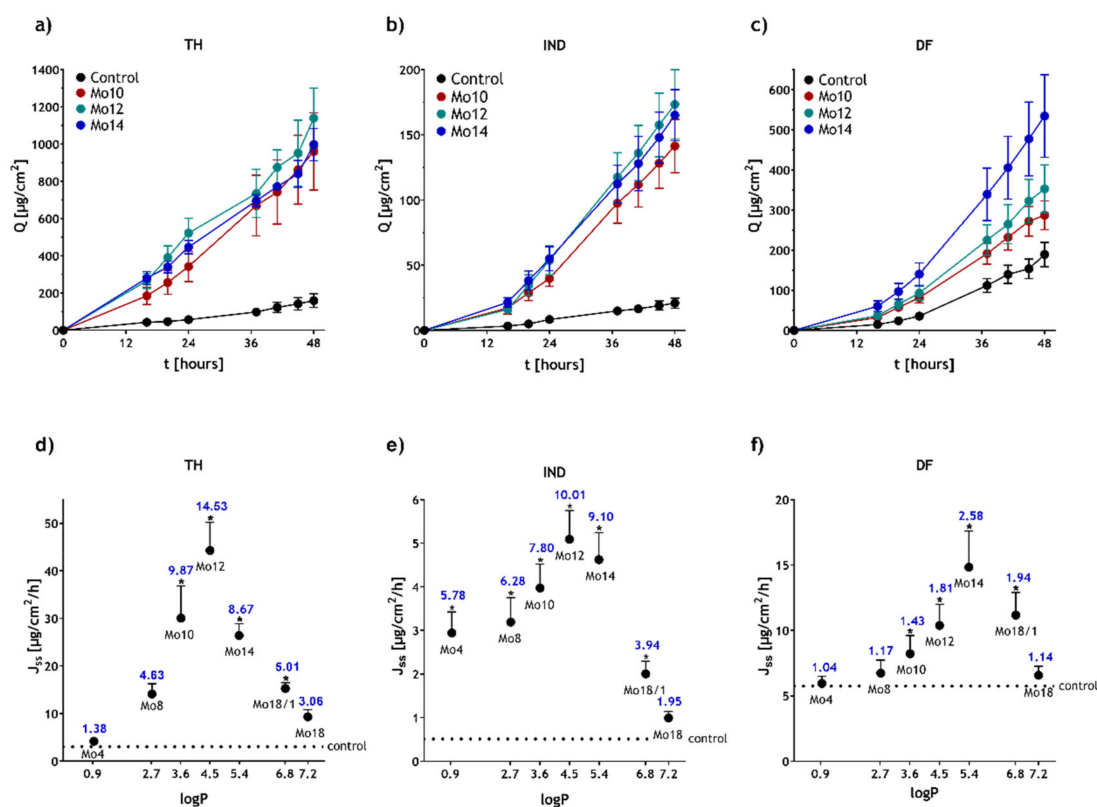 a)
TH
Q [µg/cm²]
1400
1200
1000
800
600
400
200
0
Control
Mo10
Mo12
Mo14
0 12 24 36 48
t [hours]
b)
IND
Q [µg/cm²]
200
150
100
50
0
Control
Mo10
Mo12
Mo14
0 12 24 36 48
t [hours]
c)
DF
Q [µg/cm²]
600
500
400
300
200
100
0
Control
Mo10
Mo12
Mo14
0 12 24 36 48
t [hours]
d)
TH
Jss [µg/cm²/h]
50
40
30
20
10
0
1.38
Mo4
4.63
Mo8
9.87
*
Mo10
14.53
*
Mo12
8.67
*
Mo14
5.01
*
Mo18/1
3.06
Mo18
control
0.9 2.7 3.6 4.5 5.4 6.8 7.2
logP
e)
IND
Jss [µg/cm²/h]
6
5
4
3
2
1
0
5.78
*
Mo4
6.28
*
Mo8
7.80
*
Mo10
10.01
*
Mo12
9.10
*
Mo14
3.94
*
Mo18/1
1.95
Mo18
control
0.9 2.7 3.6 4.5 5.4 6.8 7.2
logP
f)
DF
Jss [µg/cm²/h]
20
15
10
5
0
1.04
Mo4
1.17
Mo8
1.43
*
Mo10
1.81
*
Mo12
2.58
*
Mo14
1.94
*
Mo18/1
1.14
Mo18
control
0.9 2.7 3.6 4.5 5.4 6.8 7.2
logP